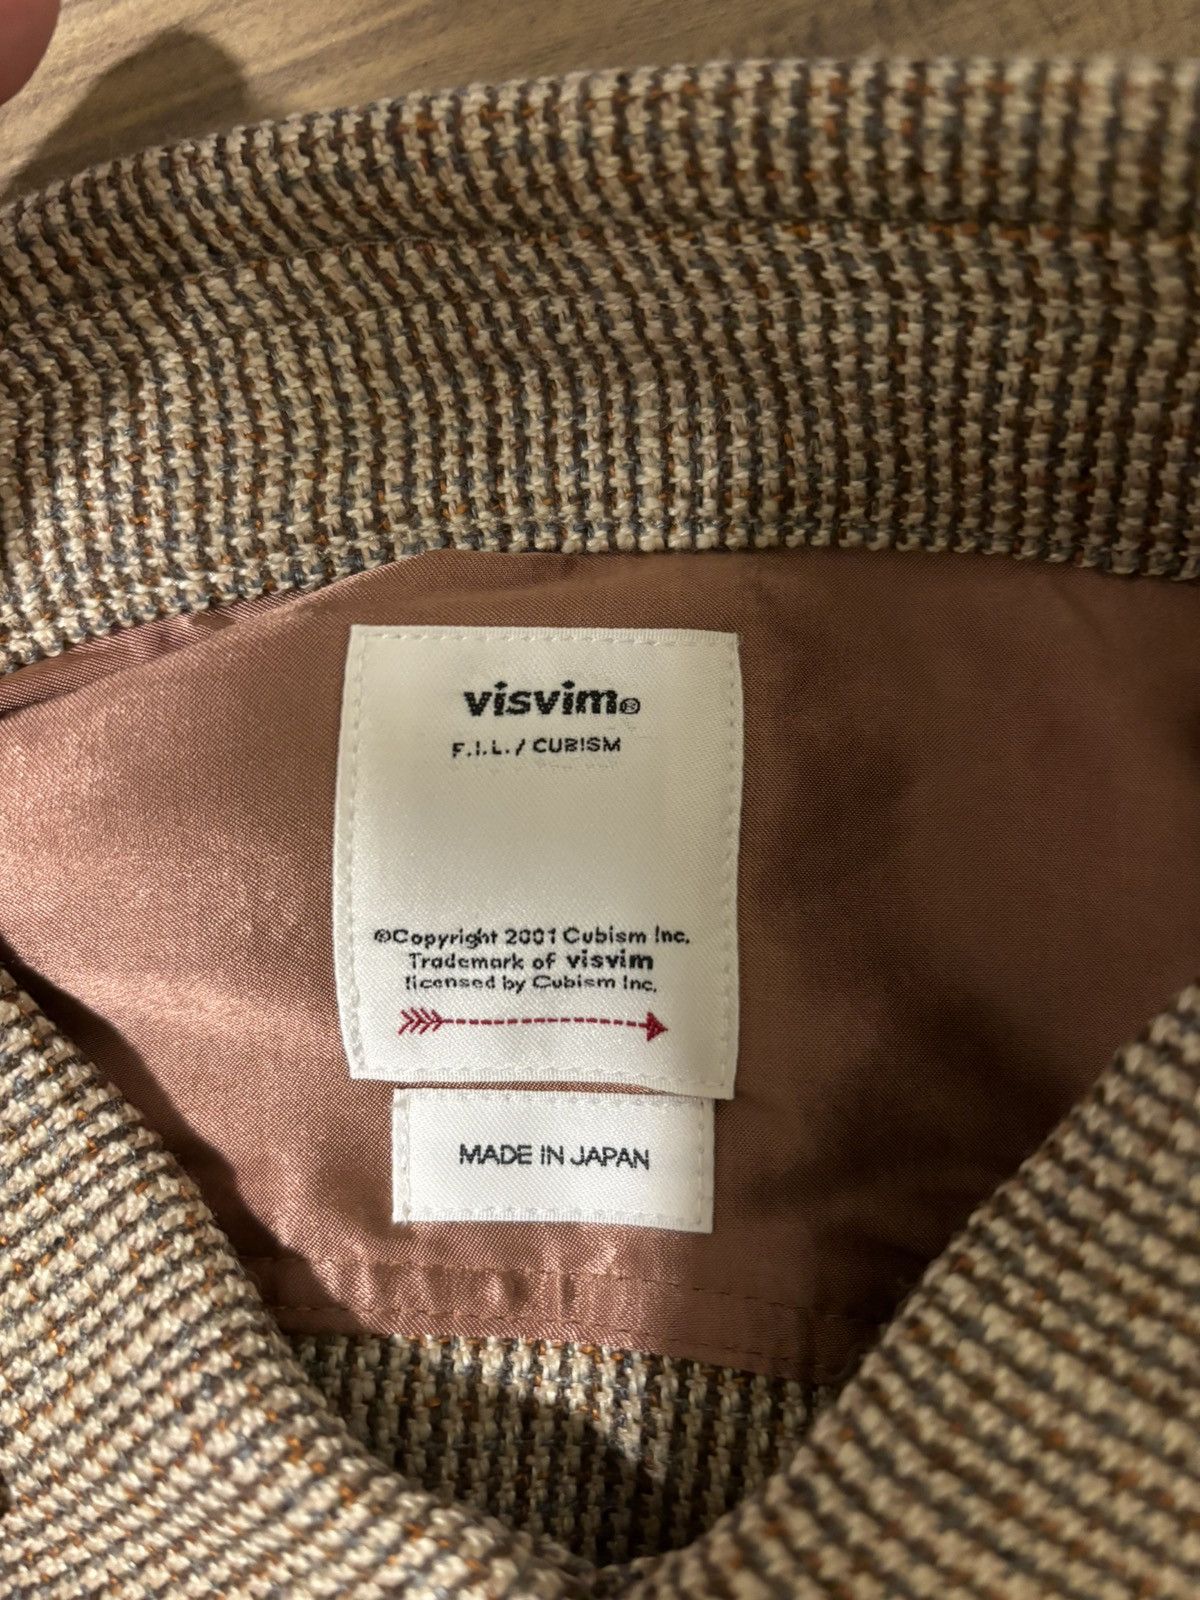 visvim®
F.I.L. / CUBISM
©Copyright 2001 Cubism Inc.
Trademark of visvim
licensed by Cubism Inc.
MADE IN JAPAN